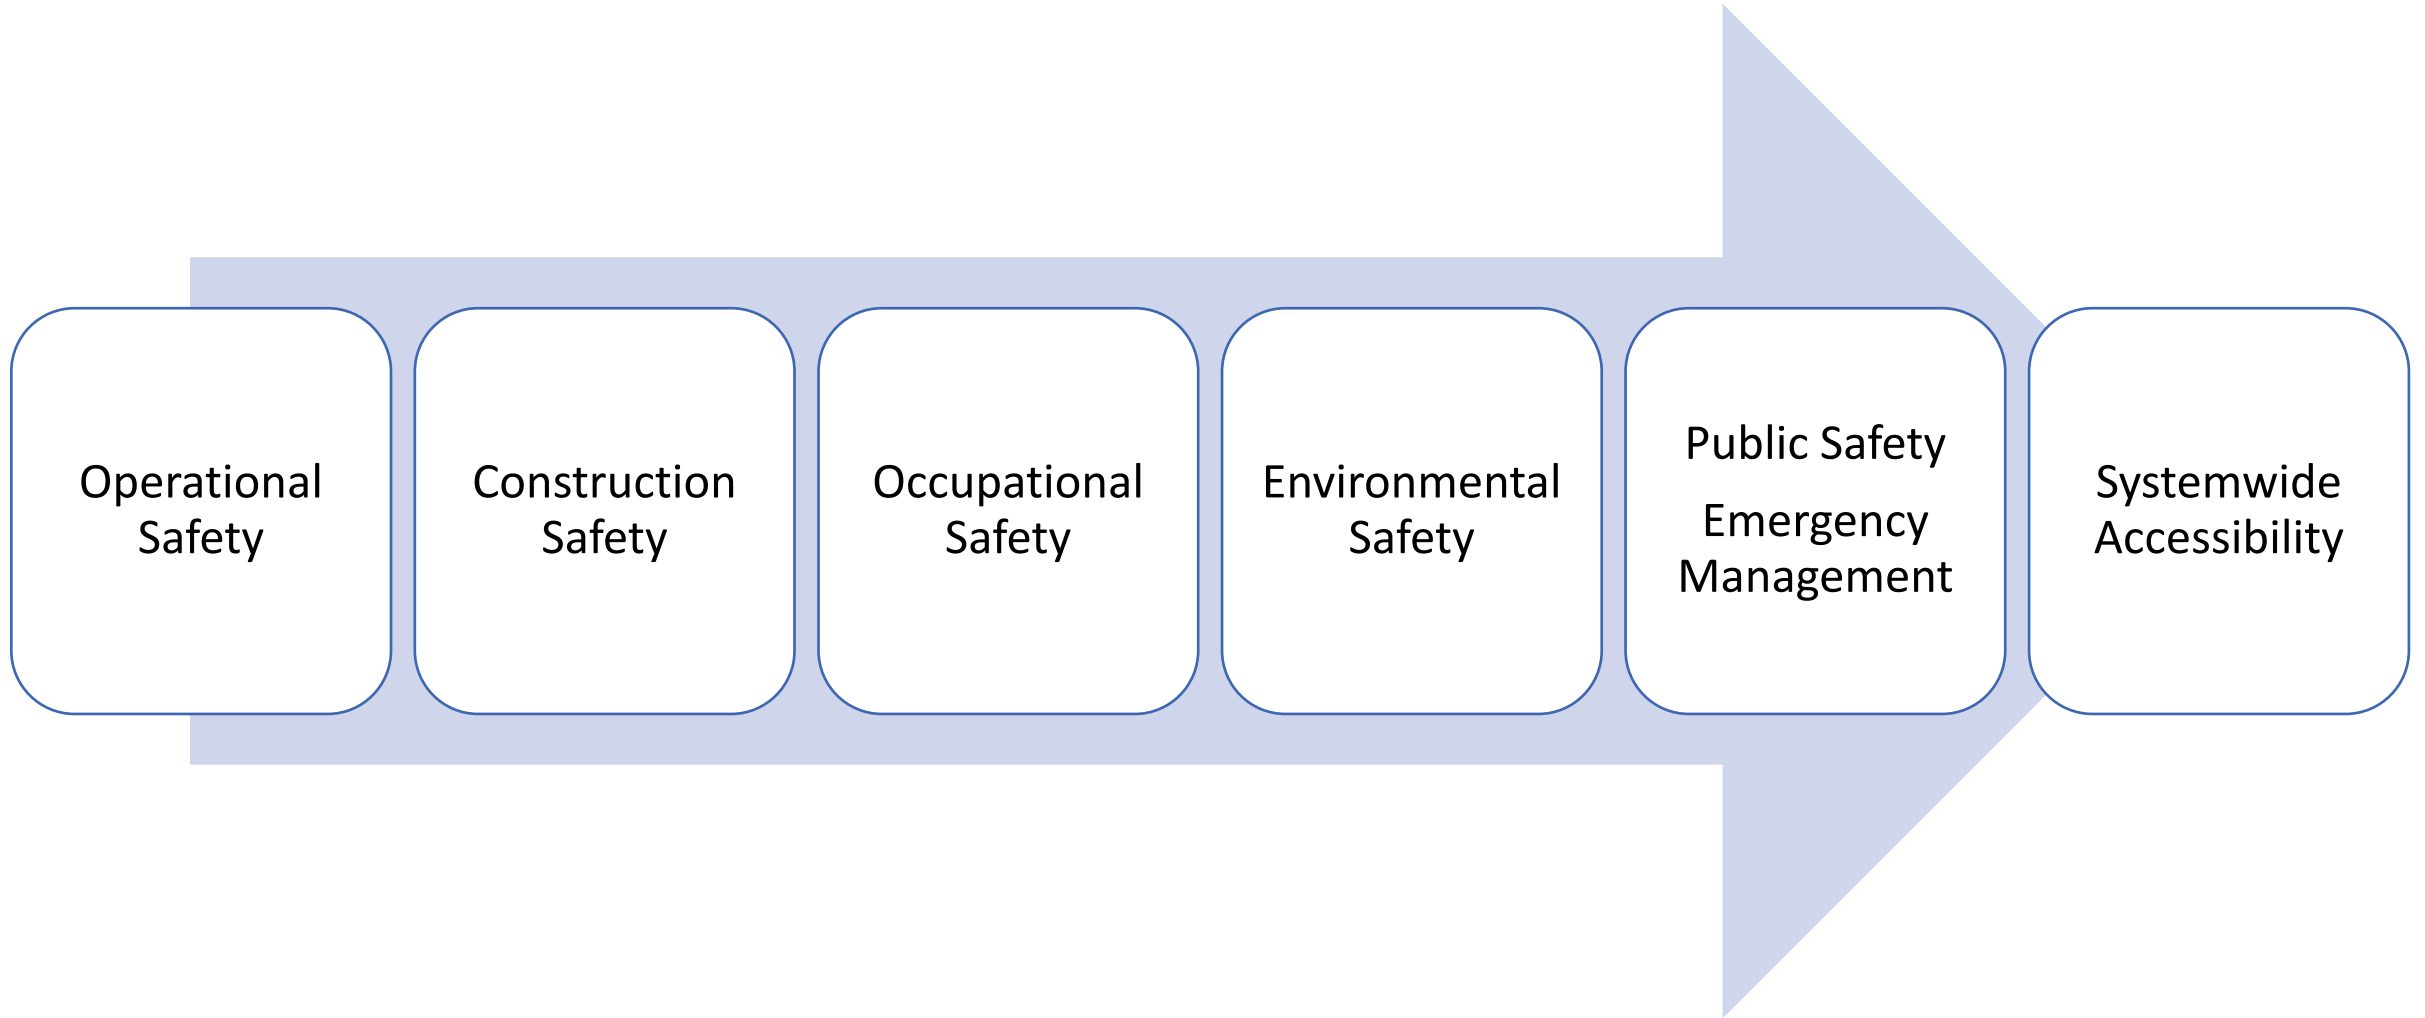 Operational
Safety
Construction
Safety
Occupational
Safety
Environmental
Safety
Public Safety
Emergency
Management
Systemwide
Accessibility